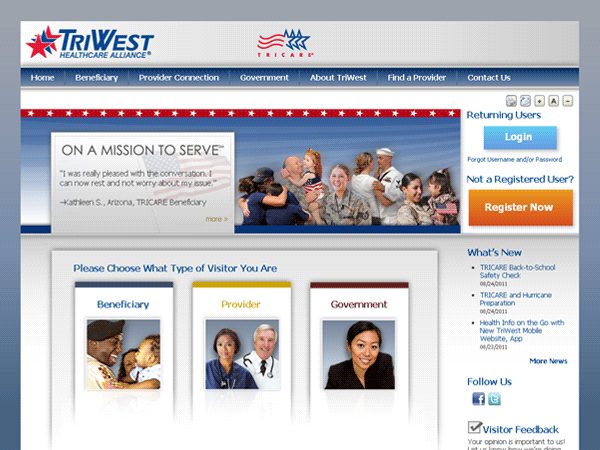 TRIWEST
HEALTHCARE ALLIANCE®
TRICARE®
Home
Beneficiary
Provider Connection
Government
About TriWest
Find a Provider
Contact Us
+
A
−
ON A MISSION TO SERVE℠
"I was really pleased with the conversation. I
can now rest and not worry about my issue."
–Kathleen S., Arizona, TRICARE Beneficiary
more »
Returning Users
Login
Forgot Username and/or Password
Not a Registered User?
Register Now
Please Choose What Type of Visitor You Are
Beneficiary
Provider
Government
What's New
TRICARE Back-to-School
Safety Check
08/24/2011
TRICARE and Hurricane
Preparation
08/24/2011
Health Info on the Go with
New TriWest Mobile
Website, App
08/23/2011
More News
Follow Us
Visitor Feedback
Your opinion is important to us!
Let us know how we're doing